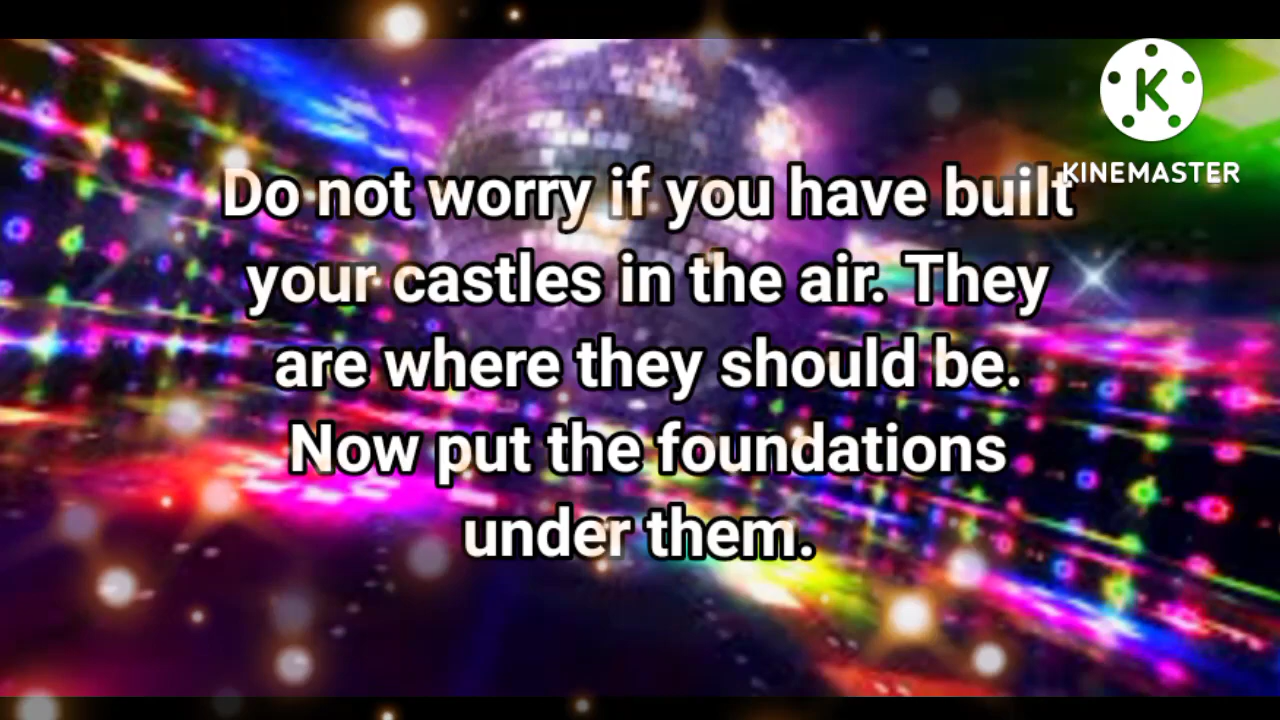 K
KINEMASTER
Do not worry if you have built
your castles in the air. They
are where they should be.
Now put the foundations
under them.